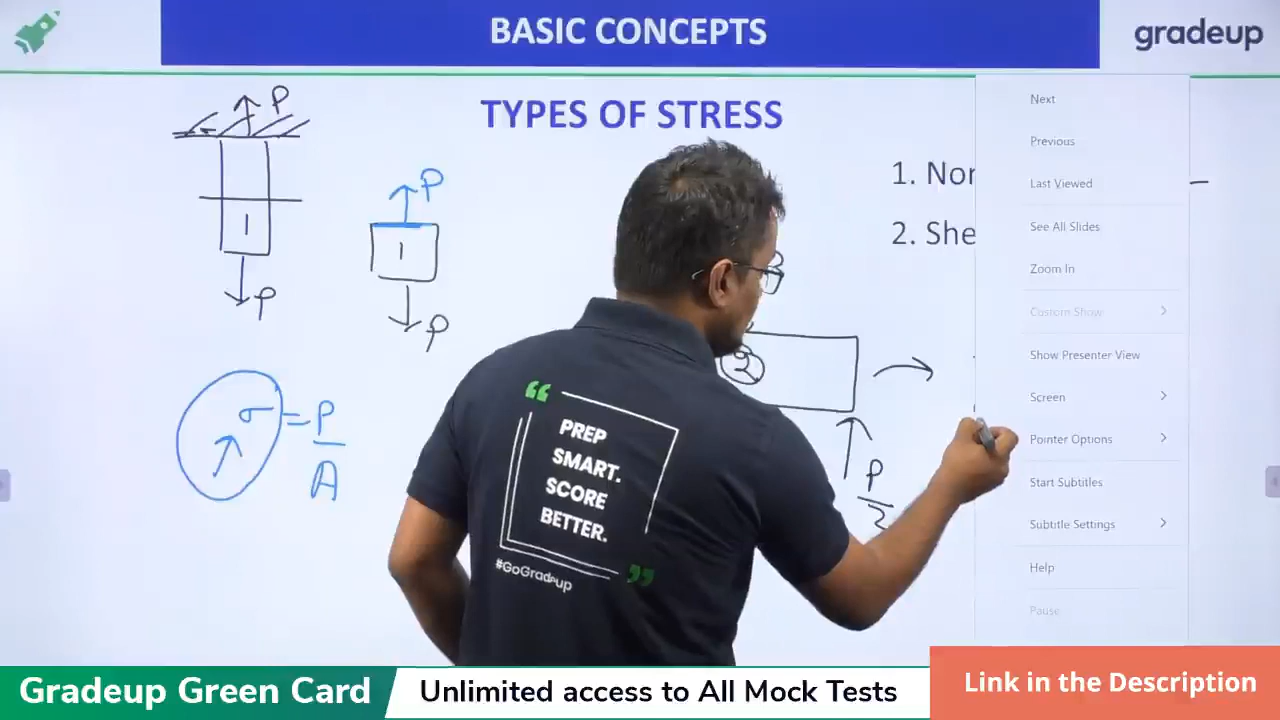 BASIC CONCEPTS
gradeup
TYPES OF STRESS
1. Nor
2. She
P
1
P
P
1
P
σ = P
A
2
P
2
Next
Previous
Last Viewed
See All Slides
Zoom In
Custom Show
Show Presenter View
Screen
Pointer Options
Start Subtitles
Subtitle Settings
Help
Pause
“ PREP
SMART.
SCORE
BETTER. ”
#GoGradeup
Gradeup Green Card
Unlimited access to All Mock Tests
Link in the Description